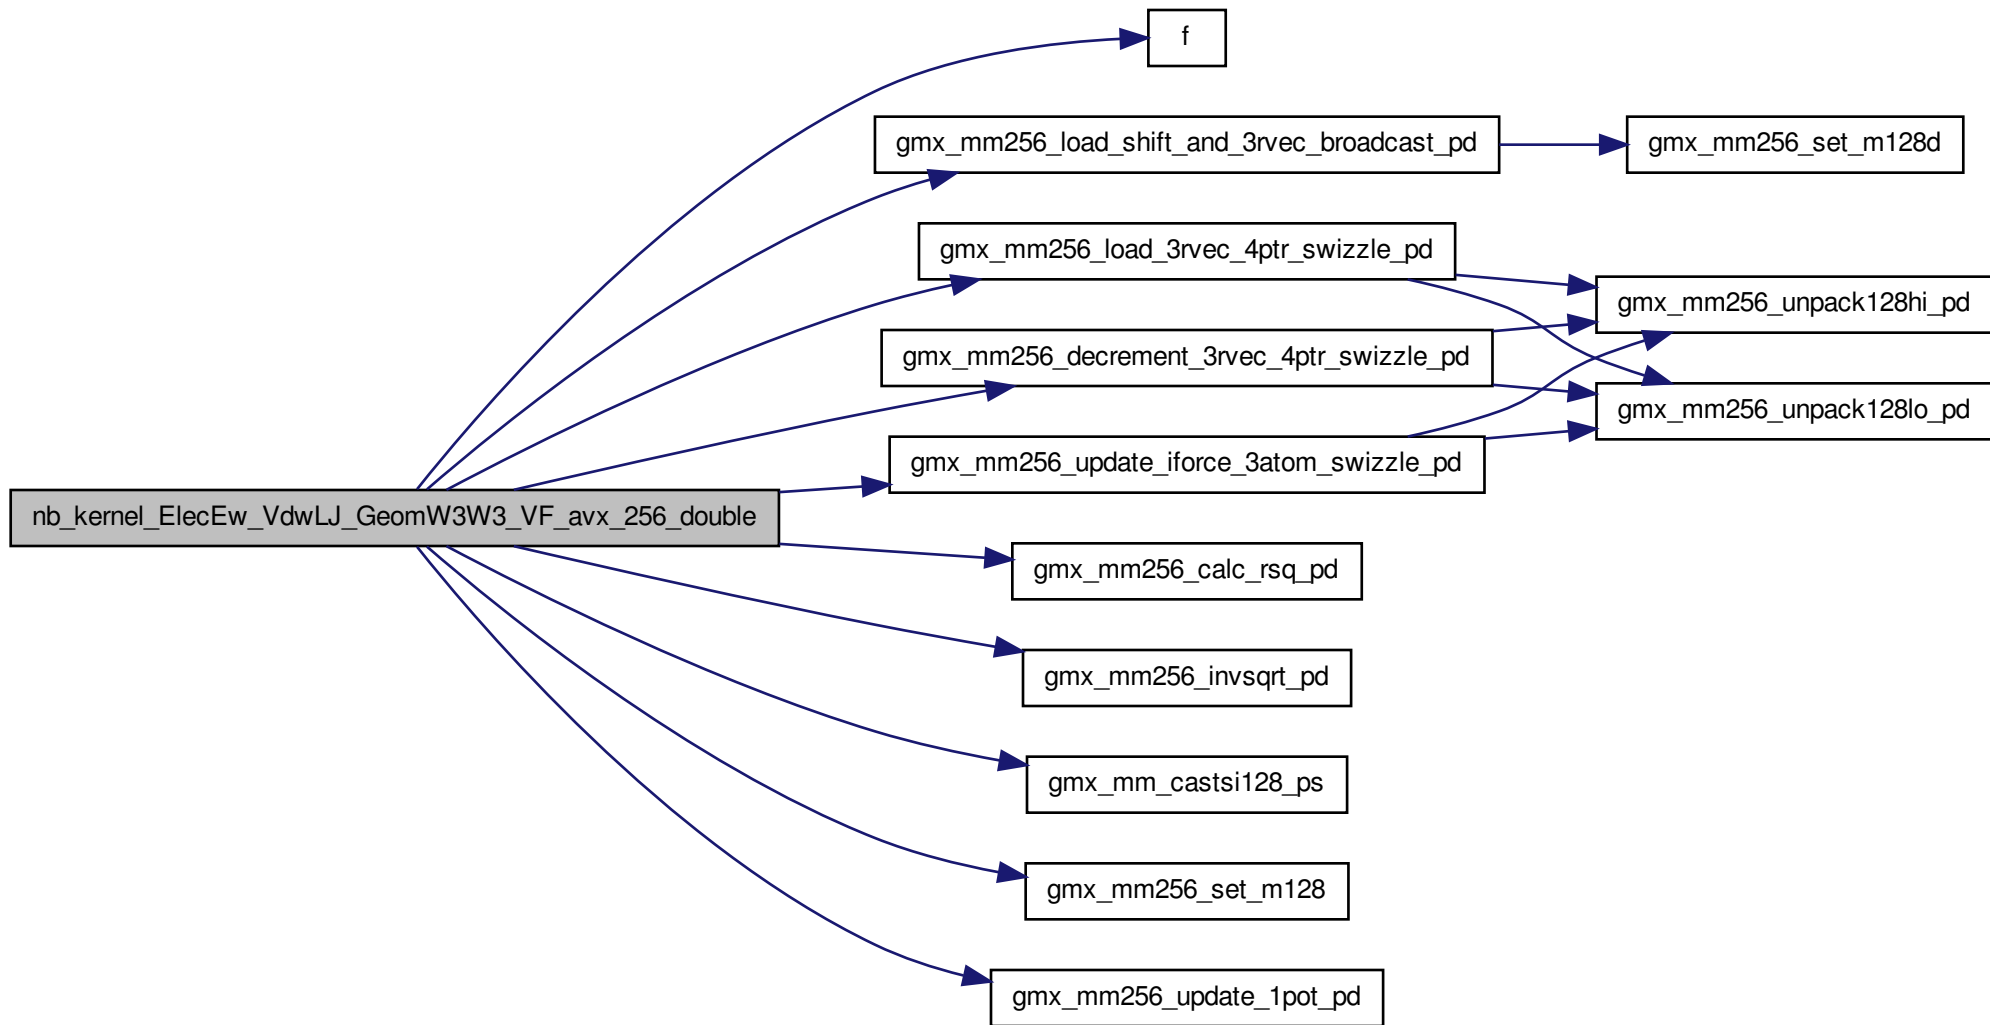 f
gmx_mm256_load_shift_and_3rvec_broadcast_pd
gmx_mm256_set_m128d
gmx_mm256_load_3rvec_4ptr_swizzle_pd
gmx_mm256_unpack128hi_pd
gmx_mm256_decrement_3rvec_4ptr_swizzle_pd
gmx_mm256_unpack128lo_pd
gmx_mm256_update_iforce_3atom_swizzle_pd
nb_kernel_ElecEw_VdwLJ_GeomW3W3_VF_avx_256_double
gmx_mm256_calc_rsq_pd
gmx_mm256_invsqrt_pd
gmx_mm_castsi128_ps
gmx_mm256_set_m128
gmx_mm256_update_1pot_pd